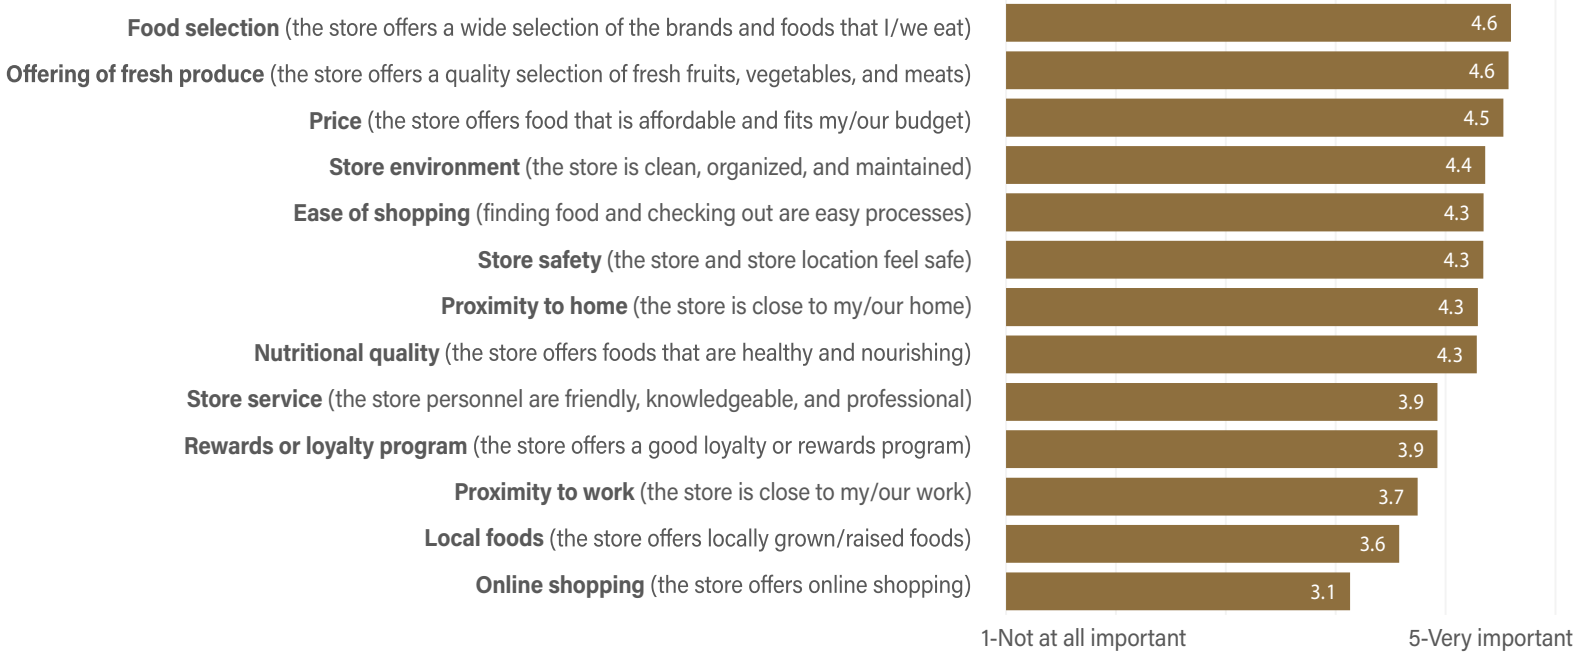 Food selection (the store offers a wide selection of the brands and foods that I/we eat) 4.6
Offering of fresh produce (the store offers a quality selection of fresh fruits, vegetables, and meats) 4.6
Price (the store offers food that is affordable and fits my/our budget) 4.5
Store environment (the store is clean, organized, and maintained) 4.4
Ease of shopping (finding food and checking out are easy processes) 4.3
Store safety (the store and store location feel safe) 4.3
Proximity to home (the store is close to my/our home) 4.3
Nutritional quality (the store offers foods that are healthy and nourishing) 4.3
Store service (the store personnel are friendly, knowledgeable, and professional) 3.9
Rewards or loyalty program (the store offers a good loyalty or rewards program) 3.9
Proximity to work (the store is close to my/our work) 3.7
Local foods (the store offers locally grown/raised foods) 3.6
Online shopping (the store offers online shopping) 3.1
1-Not at all important 5-Very important